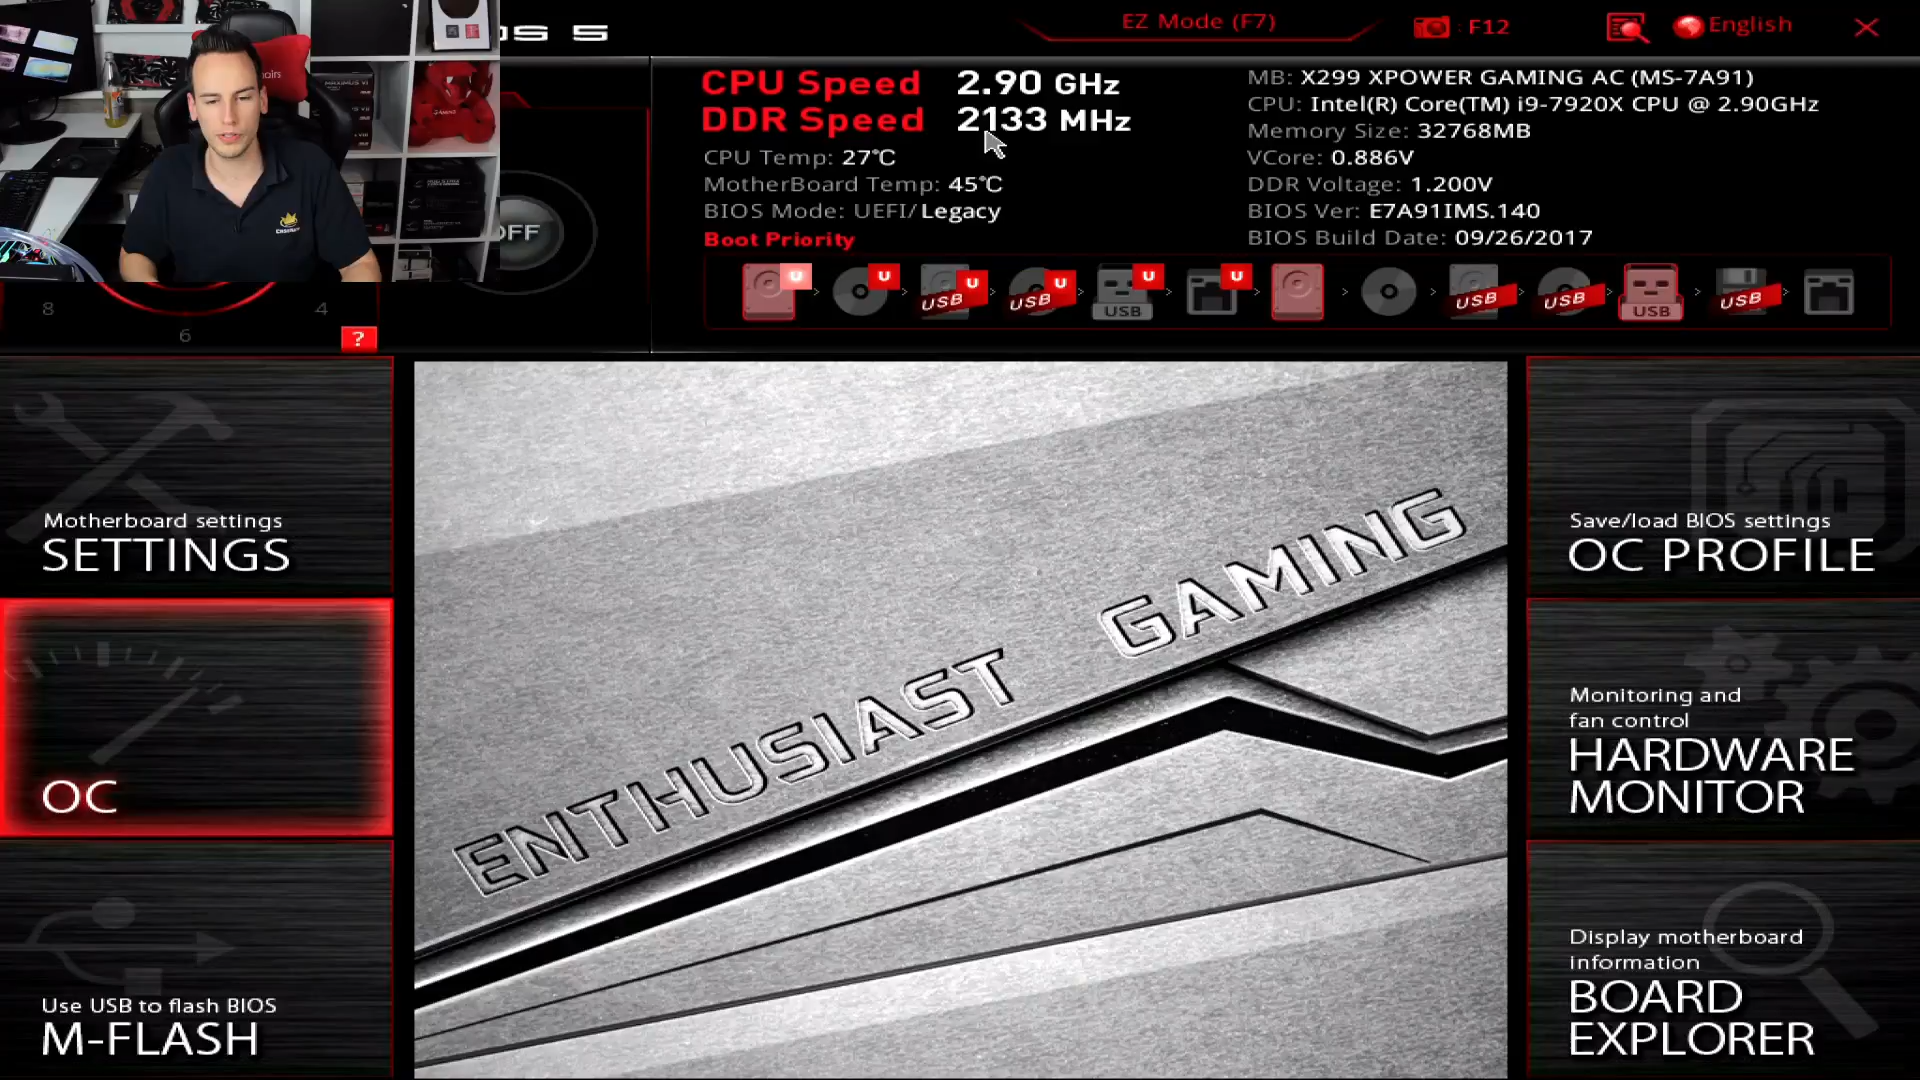 OS 5
EZ Mode (F7)
: F12
English
CPU Speed 2.90 GHz
DDR Speed 2133 MHz
CPU Temp: 27℃
MotherBoard Temp: 45℃
BIOS Mode: UEFI/Legacy
Boot Priority
MB: X299 XPOWER GAMING AC (MS-7A91)
CPU: Intel(R) Core(TM) i9-7920X CPU @ 2.90GHz
Memory Size: 32768MB
VCore: 0.886V
DDR Voltage: 1.200V
BIOS Ver: E7A91IMS.140
BIOS Build Date: 09/26/2017
OFF
U U U U U U
USB USB USB USB USB USB USB
8 4
6
?
Motherboard settings
SETTINGS
OC
Use USB to flash BIOS
M-FLASH
ENTHUSIAST GAMING
Save/load BIOS settings
OC PROFILE
Monitoring and
fan control
HARDWARE
MONITOR
Display motherboard
information
BOARD
EXPLORER